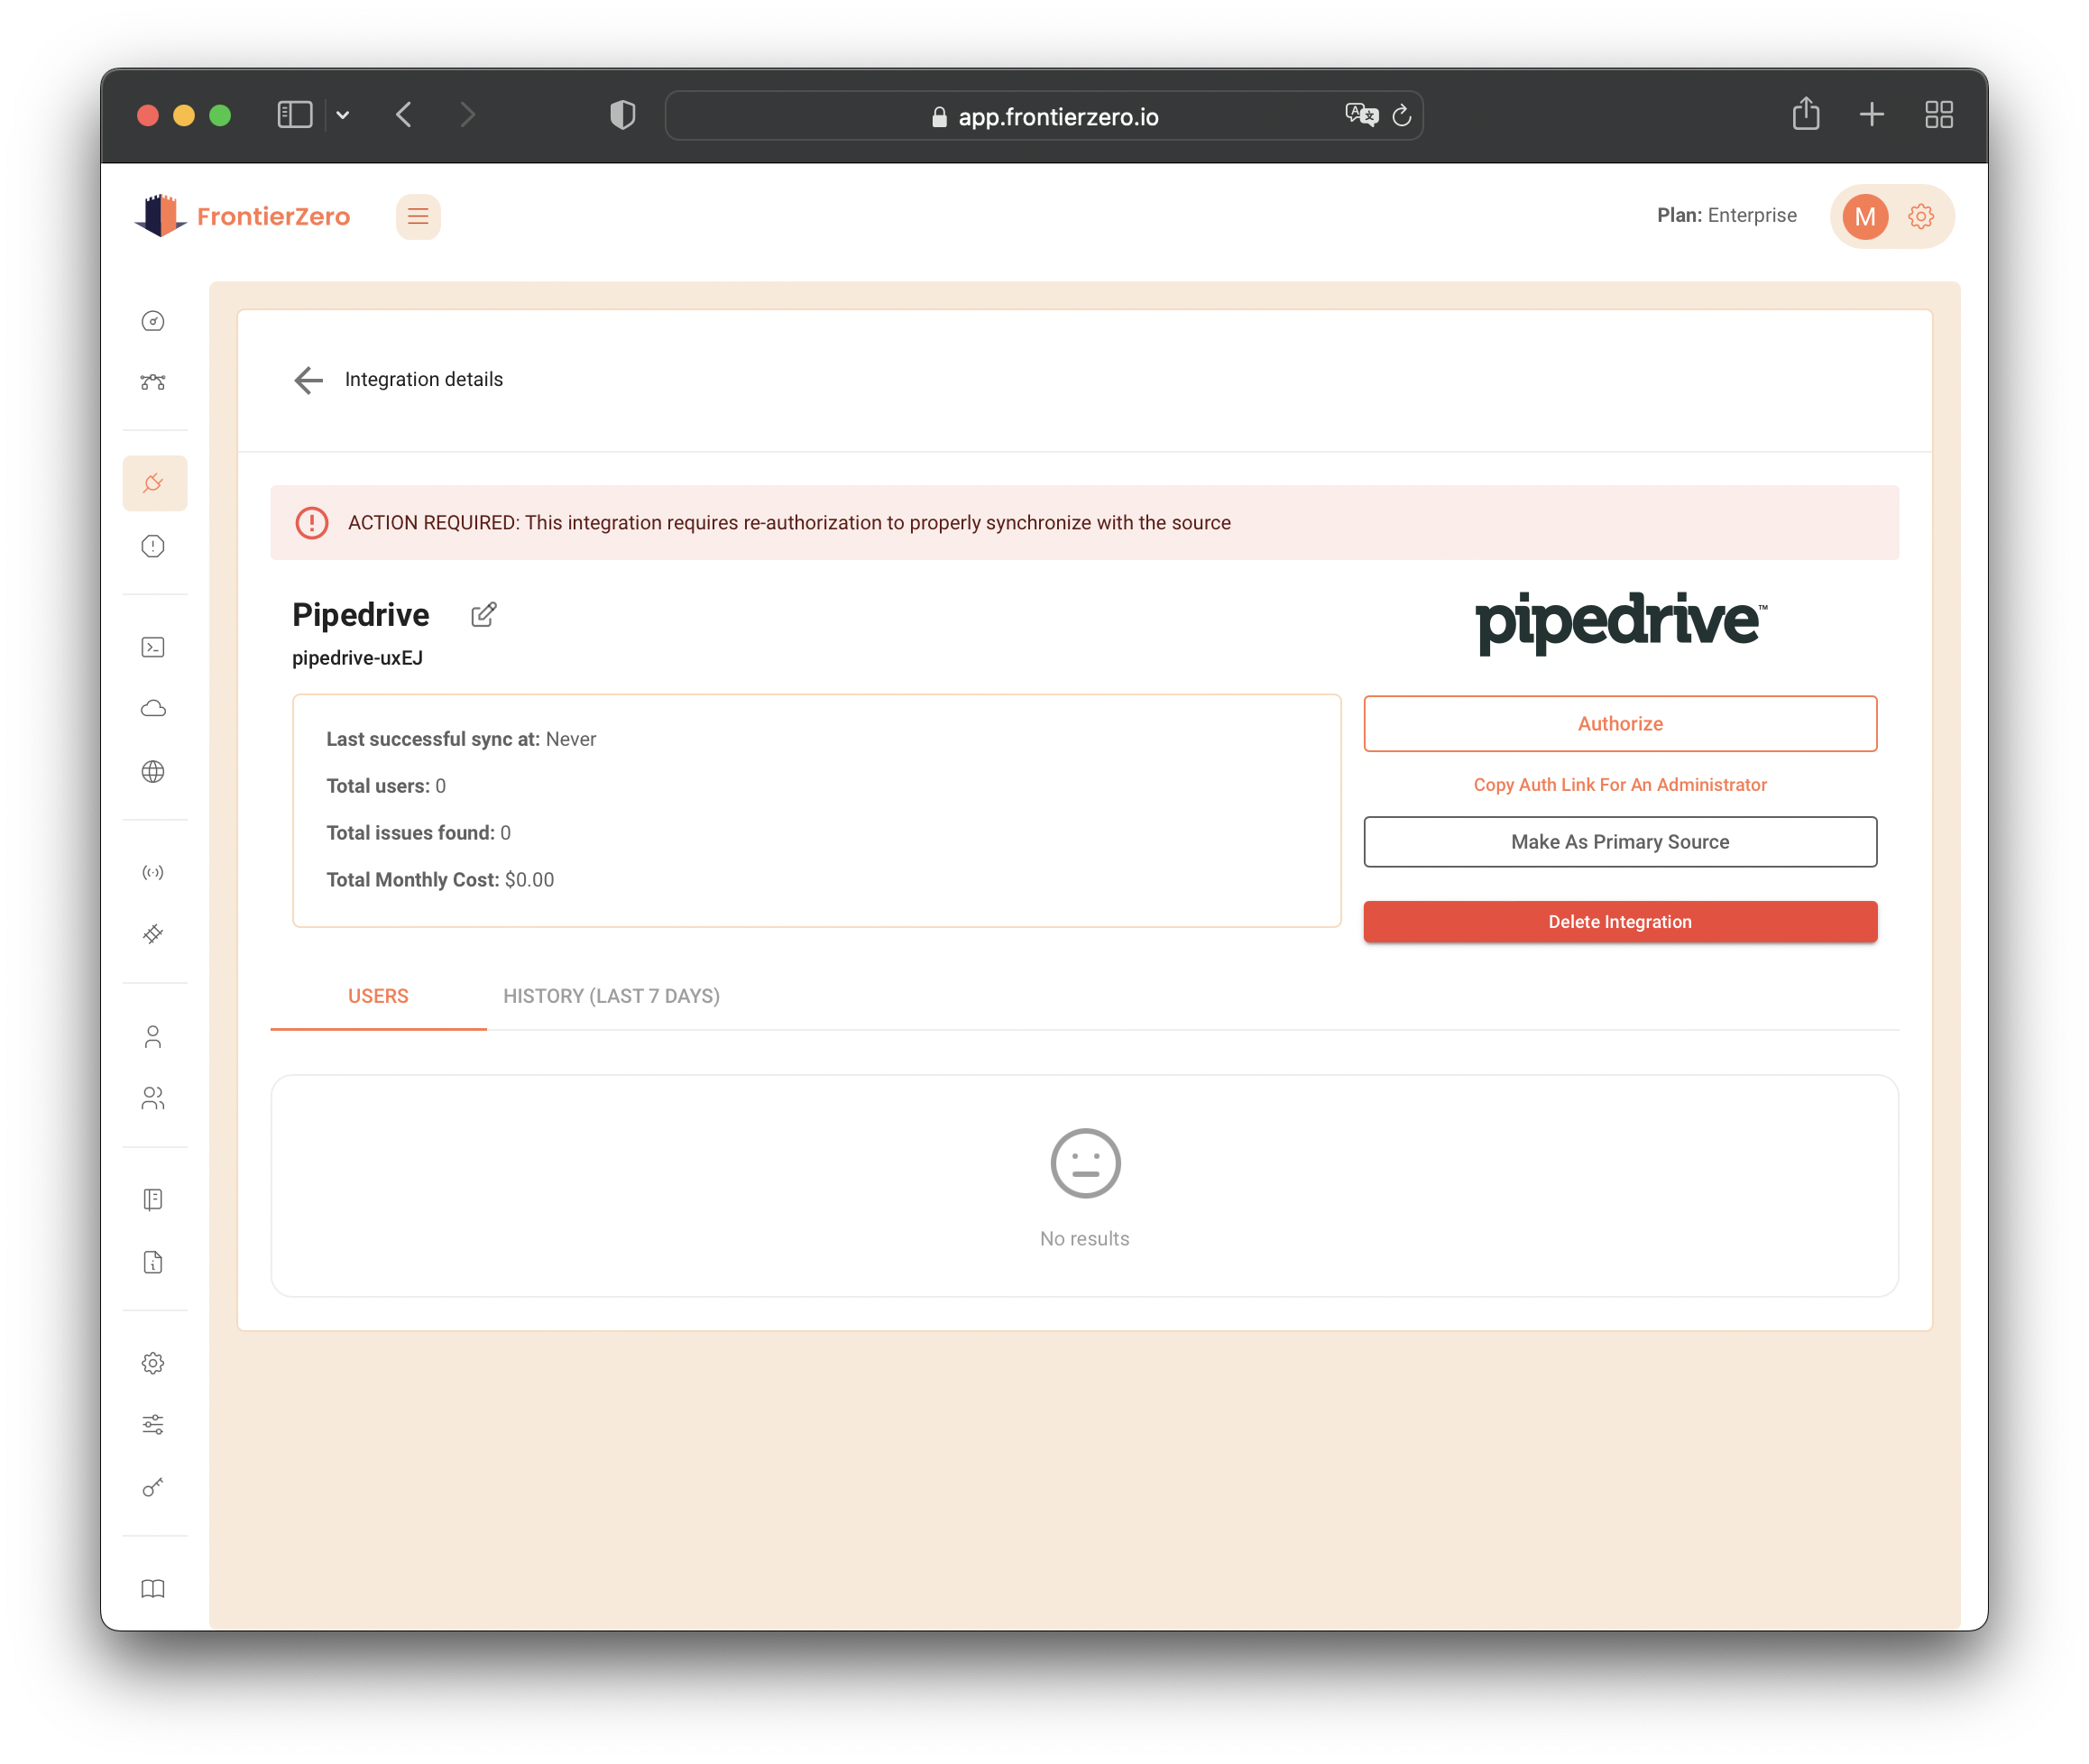 app.frontierzero.io
FrontierZero
Plan: Enterprise
M
Integration details
ACTION REQUIRED: This integration requires re-authorization to properly synchronize with the source
Pipedrive
pipedrive-uxEJ
pipedrive™
Last successful sync at: Never
Total users: 0
Total issues found: 0
Total Monthly Cost: $0.00
Authorize
Copy Auth Link For An Administrator
Make As Primary Source
Delete Integration
USERS
HISTORY (LAST 7 DAYS)
No results